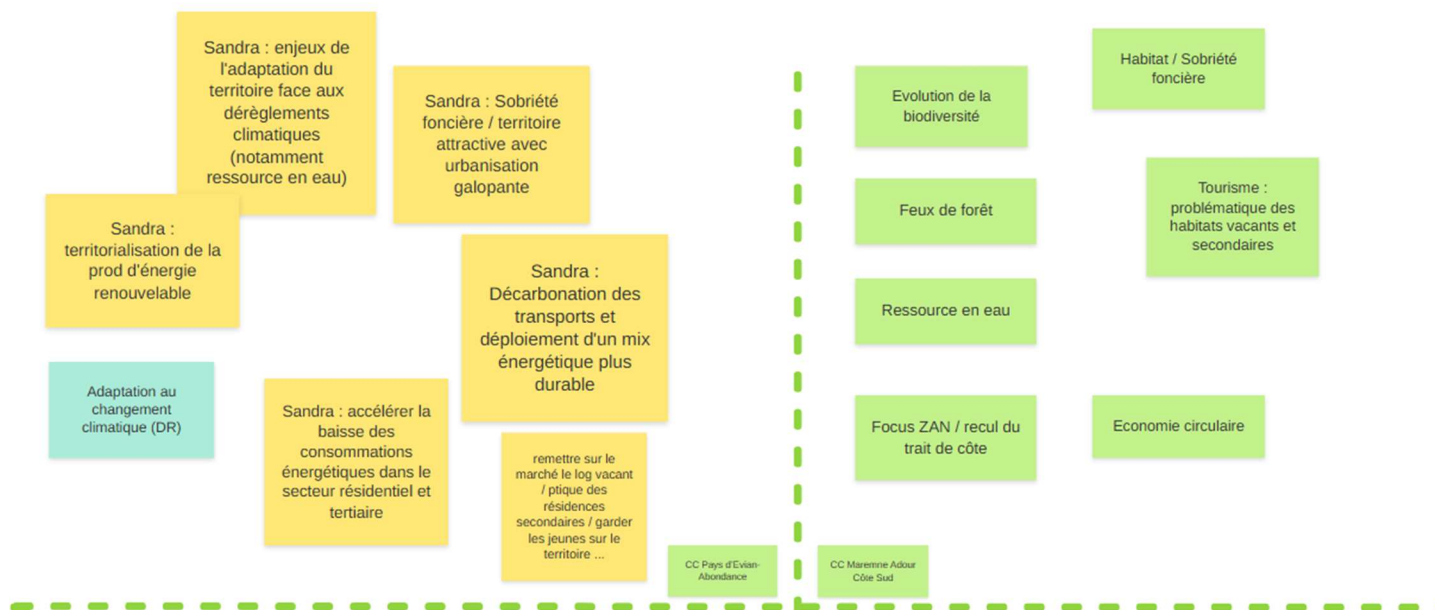 Sandra : enjeux de
l'adaptation du
territoire face aux
dérèglements
climatiques
(notamment
ressource en eau)
Sandra : Sobriété
foncière / territoire
attractive avec
urbanisation
galopante
Sandra :
territorialisation de la
prod d'énergie
renouvelable
Sandra :
Décarbonation des
transports et
déploiement d'un mix
énergétique plus
durable
Adaptation au
changement
climatique (DR)
Sandra : accélérer la
baisse des
consommations
énergétiques dans le
secteur résidentiel et
tertiaire
remettre sur le
marché le log vacant
/ ptique des
résidences
secondaires / garder
les jeunes sur le
territoire ...
CC Pays d'Evian-
Abondance
Evolution de la
biodiversité
Habitat / Sobriété
foncière
Feux de forêt
Tourisme :
problématique des
habitats vacants et
secondaires
Ressource en eau
Focus ZAN / recul du
trait de côte
Economie circulaire
CC Maremne Adour
Côte Sud